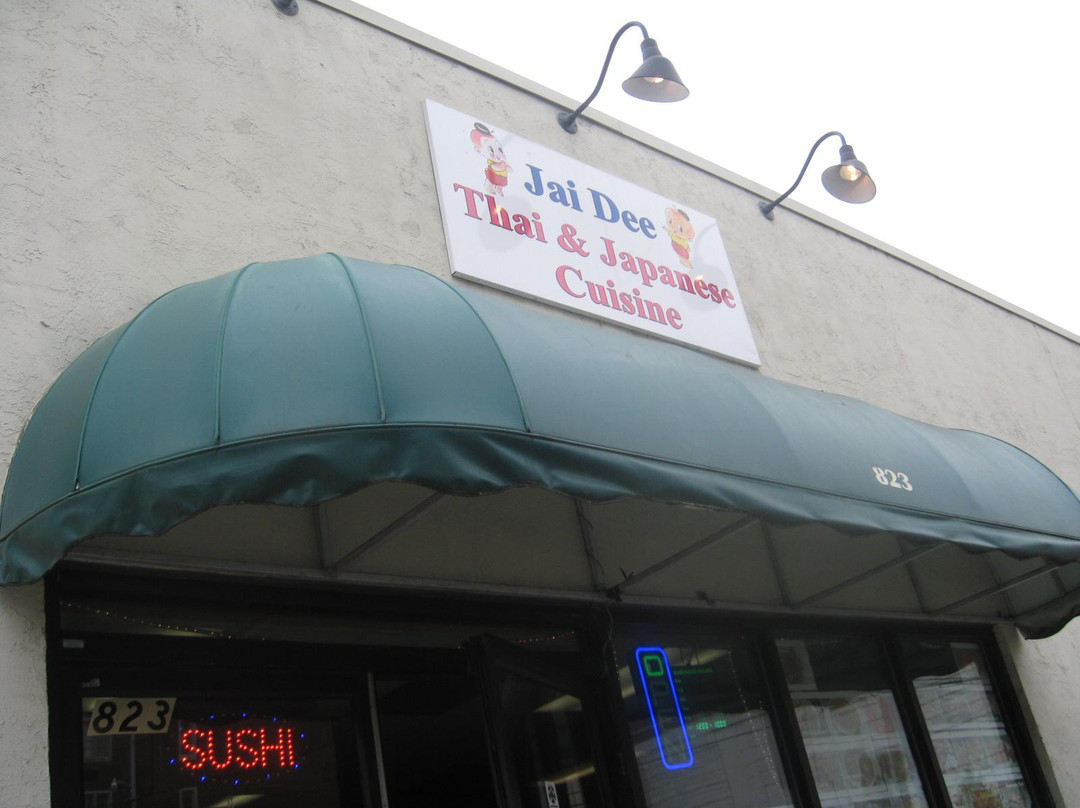 Jai Dee
Thai & Japanese
Cuisine
823
823
SUSHI